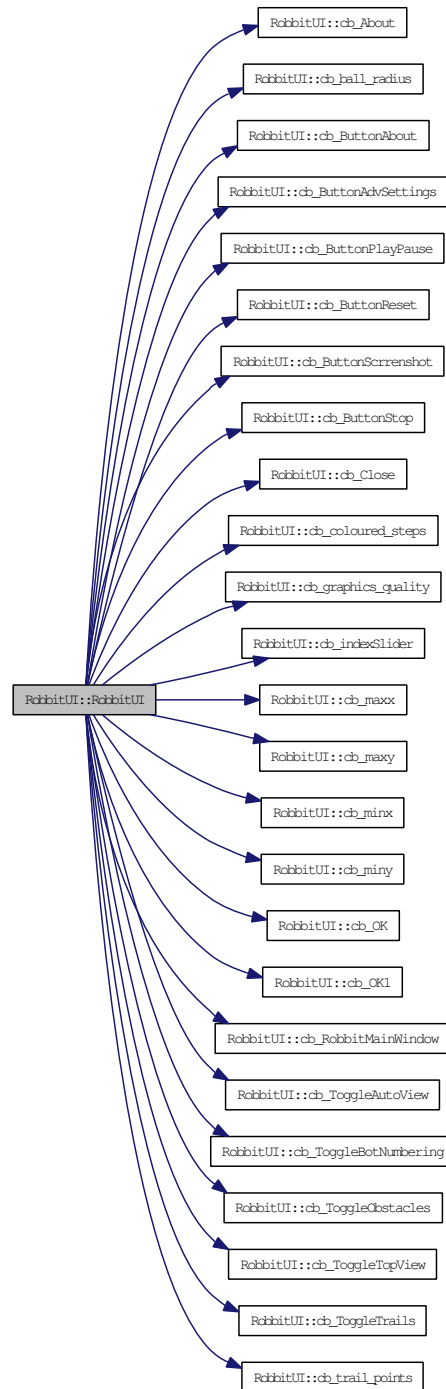 RobbitUI::cb_About
RobbitUI::cb_ball_radius
RobbitUI::cb_ButtonAbout
RobbitUI::cb_ButtonAdvSettings
RobbitUI::cb_ButtonPlayPause
RobbitUI::cb_ButtonReset
RobbitUI::cb_ButtonScrrenshot
RobbitUI::cb_ButtonStop
RobbitUI::cb_Close
RobbitUI::cb_coloured_steps
RobbitUI::cb_graphics_quality
RobbitUI::cb_indexSlider
RobbitUI::RobbitUI
RobbitUI::cb_maxx
RobbitUI::cb_maxy
RobbitUI::cb_minx
RobbitUI::cb_miny
RobbitUI::cb_OK
RobbitUI::cb_OK1
RobbitUI::cb_RobbitMainWindow
RobbitUI::cb_ToggleAutoView
RobbitUI::cb_ToggleBotNumbering
RobbitUI::cb_ToggleObstacles
RobbitUI::cb_ToggleTopView
RobbitUI::cb_ToggleTrails
RobbitUI::cb_trail_points